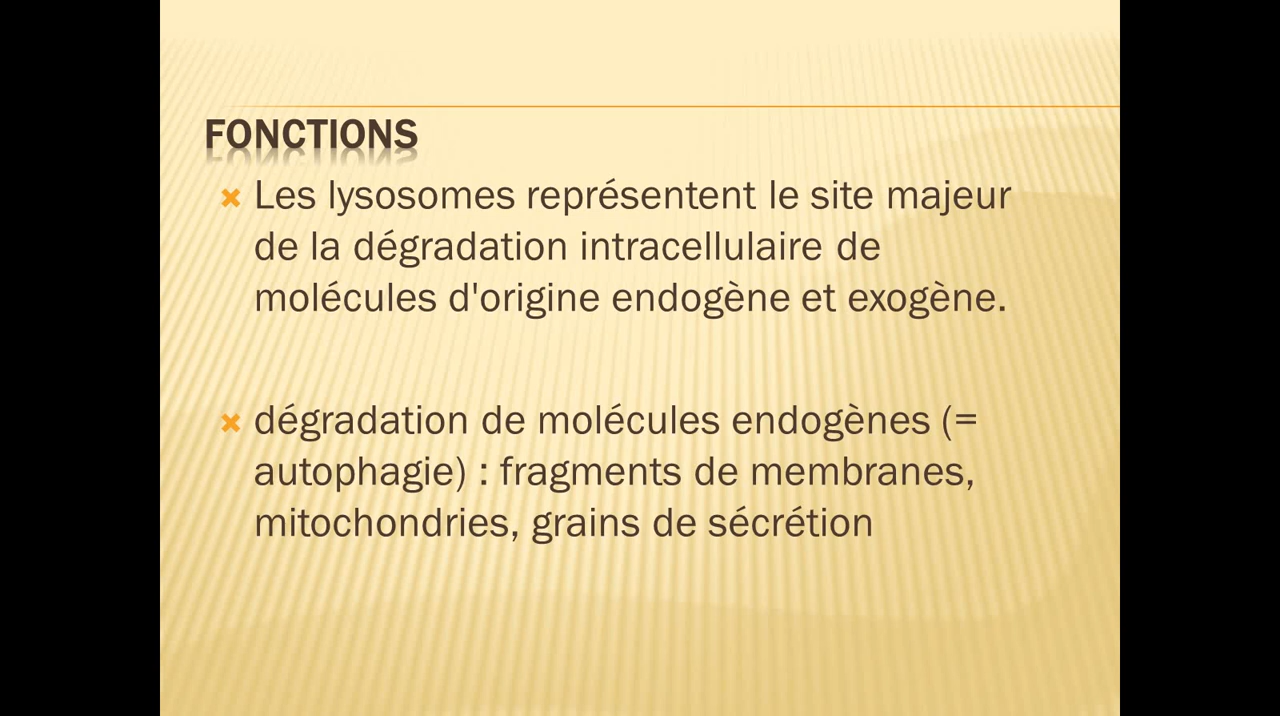 FONCTIONS
Les lysosomes représentent le site majeur
de la dégradation intracellulaire de
molécules d'origine endogène et exogène.
dégradation de molécules endogènes (=
autophagie) : fragments de membranes,
mitochondries, grains de sécrétion